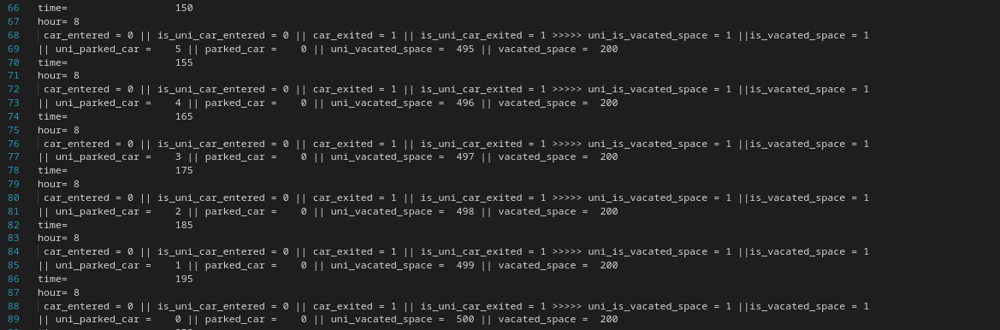 66 time= 150
67 hour= 8
68 car_entered = 0 || is_uni_car_entered = 0 || car_exited = 1 || is_uni_car_exited = 1 >>>>> uni_is_vacated_space = 1 ||is_vacated_space = 1
69 || uni_parked_car = 5 || parked_car = 0 || uni_vacated_space = 495 || vacated_space = 200
70 time= 155
71 hour= 8
72 car_entered = 0 || is_uni_car_entered = 0 || car_exited = 1 || is_uni_car_exited = 1 >>>>> uni_is_vacated_space = 1 ||is_vacated_space = 1
73 || uni_parked_car = 4 || parked_car = 0 || uni_vacated_space = 496 || vacated_space = 200
74 time= 165
75 hour= 8
76 car_entered = 0 || is_uni_car_entered = 0 || car_exited = 1 || is_uni_car_exited = 1 >>>>> uni_is_vacated_space = 1 ||is_vacated_space = 1
77 || uni_parked_car = 3 || parked_car = 0 || uni_vacated_space = 497 || vacated_space = 200
78 time= 175
79 hour= 8
80 car_entered = 0 || is_uni_car_entered = 0 || car_exited = 1 || is_uni_car_exited = 1 >>>>> uni_is_vacated_space = 1 ||is_vacated_space = 1
81 || uni_parked_car = 2 || parked_car = 0 || uni_vacated_space = 498 || vacated_space = 200
82 time= 185
83 hour= 8
84 car_entered = 0 || is_uni_car_entered = 0 || car_exited = 1 || is_uni_car_exited = 1 >>>>> uni_is_vacated_space = 1 ||is_vacated_space = 1
85 || uni_parked_car = 1 || parked_car = 0 || uni_vacated_space = 499 || vacated_space = 200
86 time= 195
87 hour= 8
88 car_entered = 0 || is_uni_car_entered = 0 || car_exited = 1 || is_uni_car_exited = 1 >>>>> uni_is_vacated_space = 1 ||is_vacated_space = 1
89 || uni_parked_car = 0 || parked_car = 0 || uni_vacated_space = 500 || vacated_space = 200